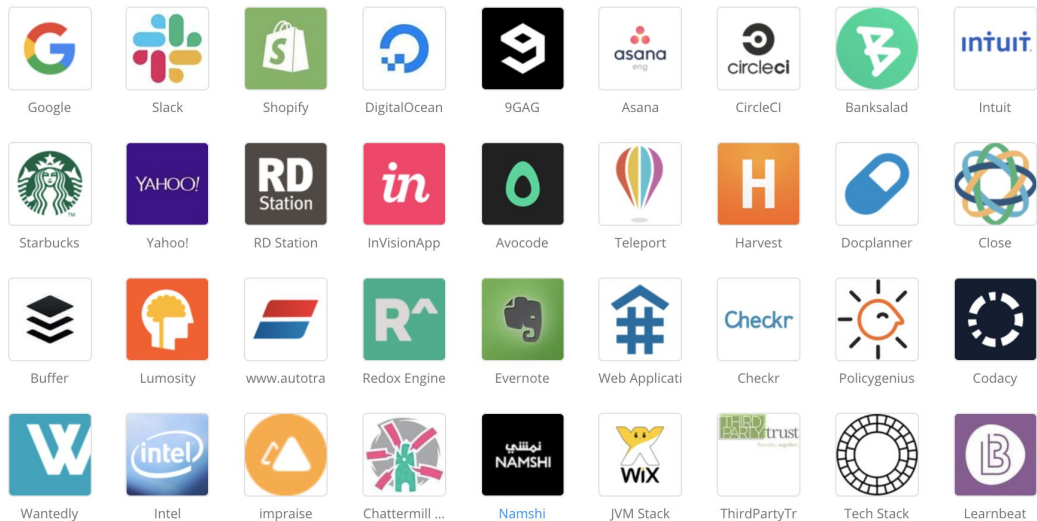 asana
eng
circleci
intuit.
Google
Slack
Shopify
DigitalOcean
9GAG
Asana
CircleCI
Banksalad
Intuit
YAHOO!
RD
Station
in
H
TM
Starbucks
Yahoo!
RD Station
InVisionApp
Avocode
Teleport
Harvest
Docplanner
Close
R^
Checkr
Buffer
Lumosity
www.autotra
Redox Engine
Evernote
Web Applicati
Checkr
Policygenius
Codacy
W
intel
نمشي
NAMSHI
WiX
THIRD
PARTYtrust
B
Wantedly
Intel
impraise
Chattermill ...
Namshi
JVM Stack
ThirdPartyTr
Tech Stack
Learnbeat